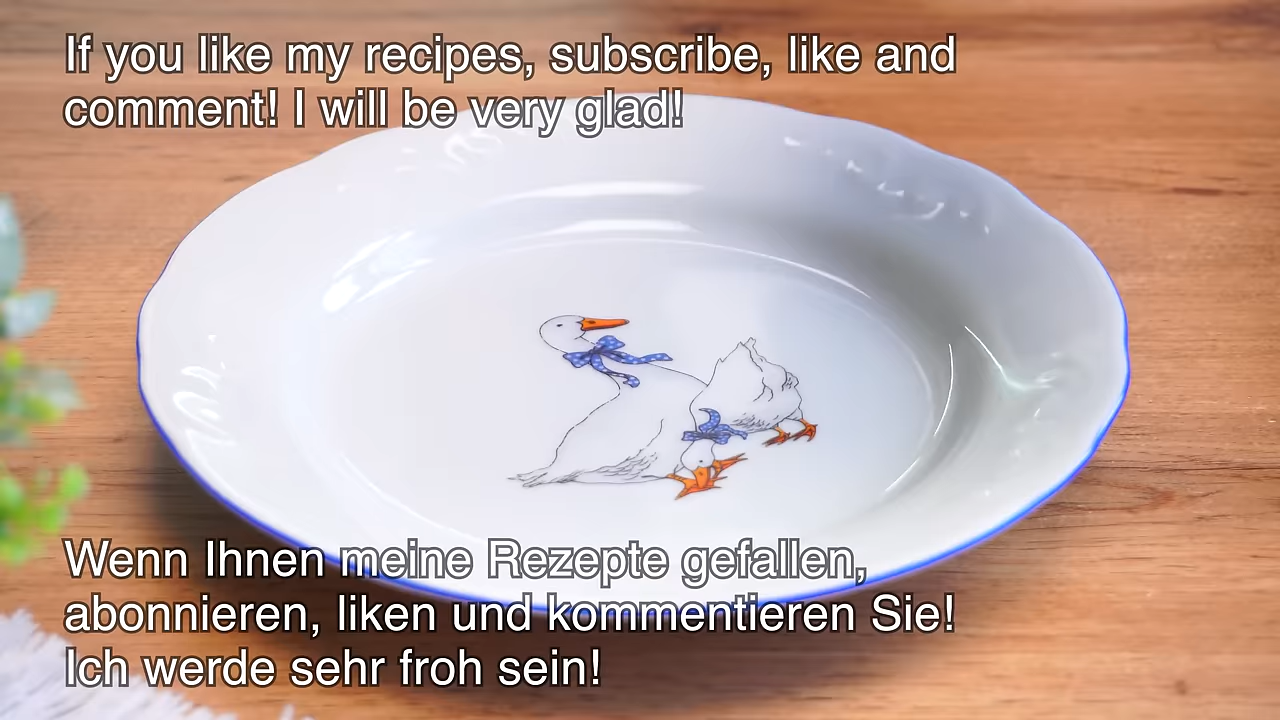 If you like my recipes, subscribe, like and
comment! I will be very glad!
Wenn Ihnen meine Rezepte gefallen,
abonnieren, liken und kommentieren Sie!
Ich werde sehr froh sein!